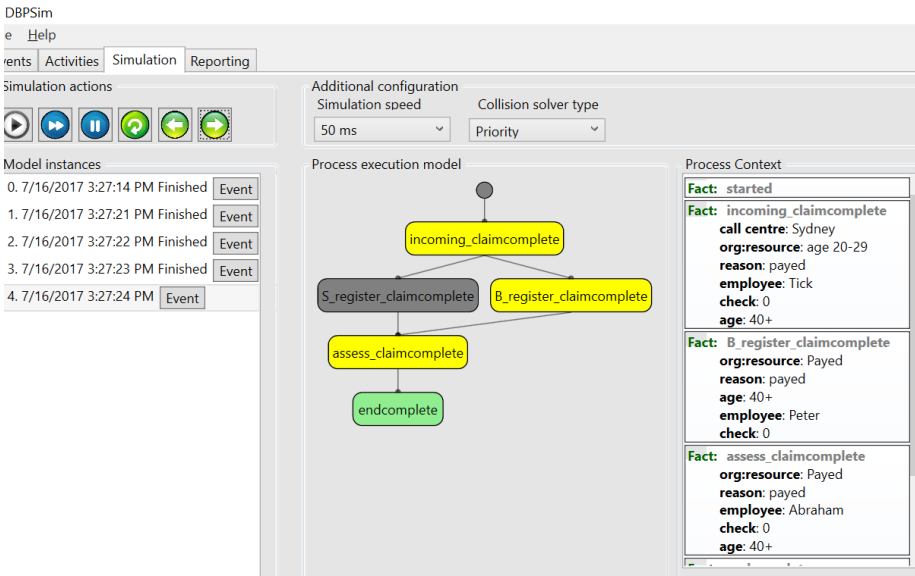 DBPSim
e Help
vents Activities Simulation Reporting
Simulation actions
Additional configuration
Simulation speed Collision solver type
50 ms Priority
Model instances
0. 7/16/2017 3:27:14 PM Finished Event
1. 7/16/2017 3:27:21 PM Finished Event
2. 7/16/2017 3:27:22 PM Finished Event
3. 7/16/2017 3:27:23 PM Finished Event
4. 7/16/2017 3:27:24 PM Event
Process execution model
incoming_claimcomplete
S_register_claimcomplete B_register_claimcomplete
assess_claimcomplete
endcomplete
Process Context
Fact: started
Fact: incoming_claimcomplete
call centre: Sydney
org:resource: age 20-29
reason: payed
employee: Tick
check: 0
age: 40+
Fact: B_register_claimcomplete
org:resource: Payed
reason: payed
age: 40+
employee: Peter
check: 0
Fact: assess_claimcomplete
org:resource: Payed
reason: payed
employee: Abraham
check: 0
age: 40+